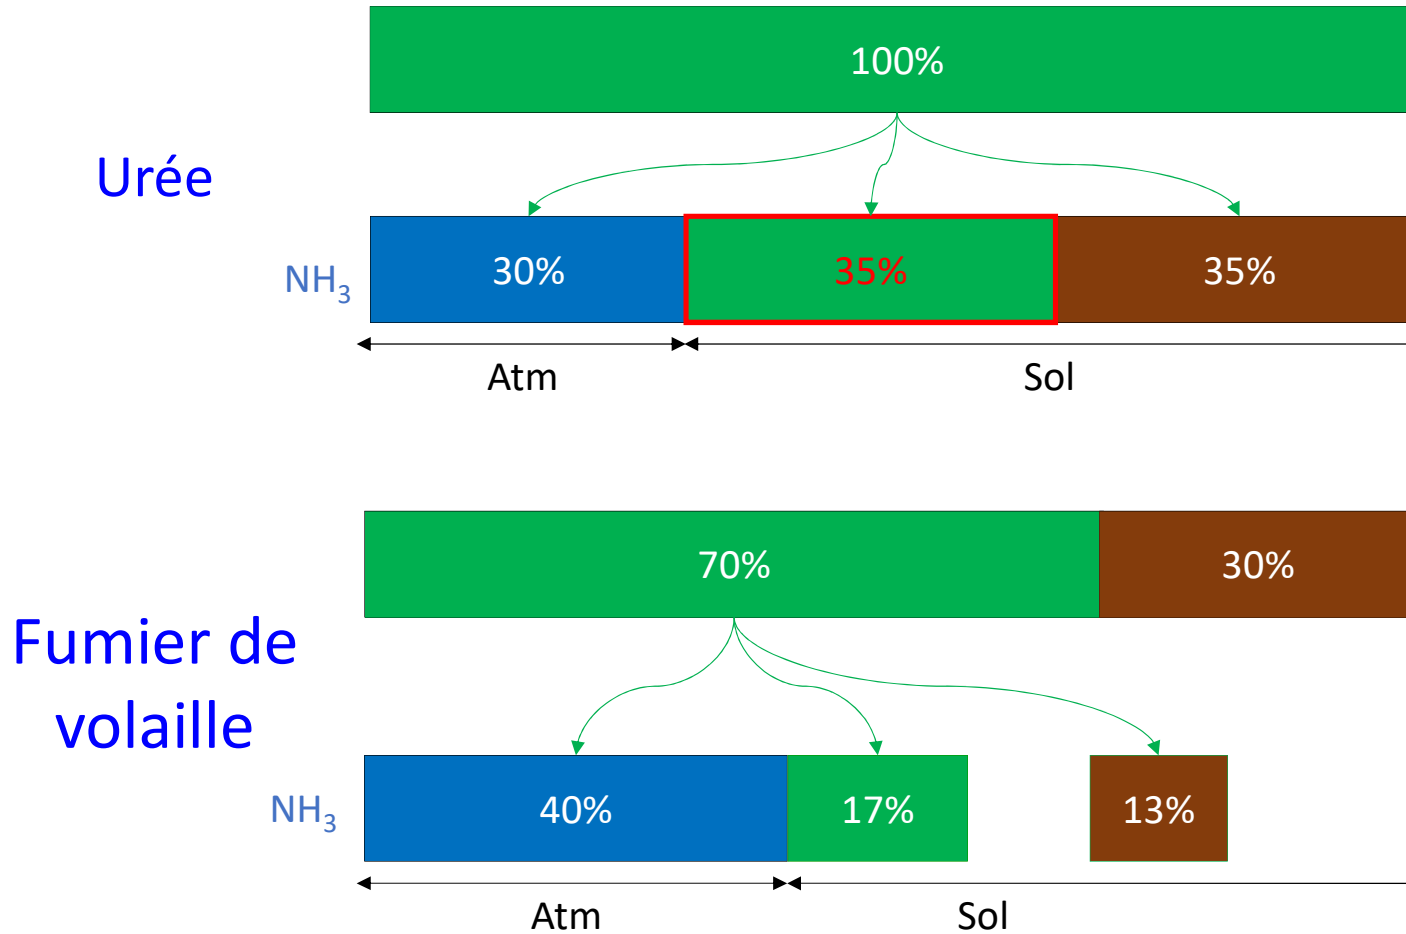 100%
Urée
NH3
30%
35%
35%
Atm
Sol
70%
30%
Fumier de
volaille
NH3
40%
17%
13%
Atm
Sol